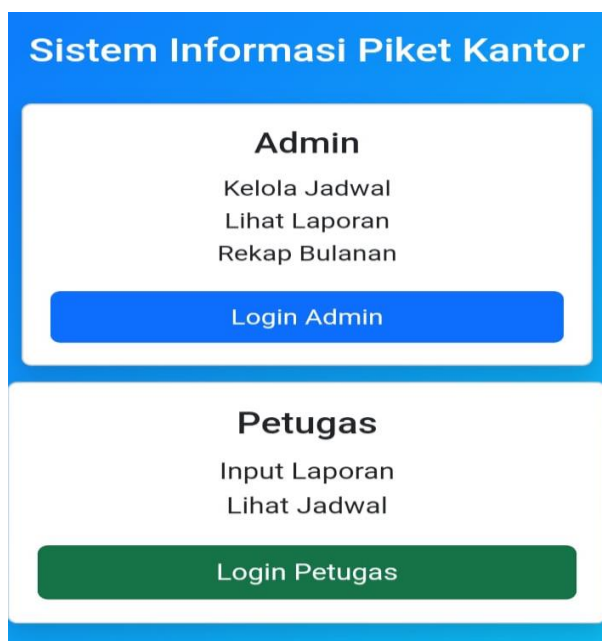 Sistem Informasi Piket Kantor
Admin
Kelola Jadwal
Lihat Laporan
Rekap Bulanan
Login Admin
Petugas
Input Laporan
Lihat Jadwal
Login Petugas